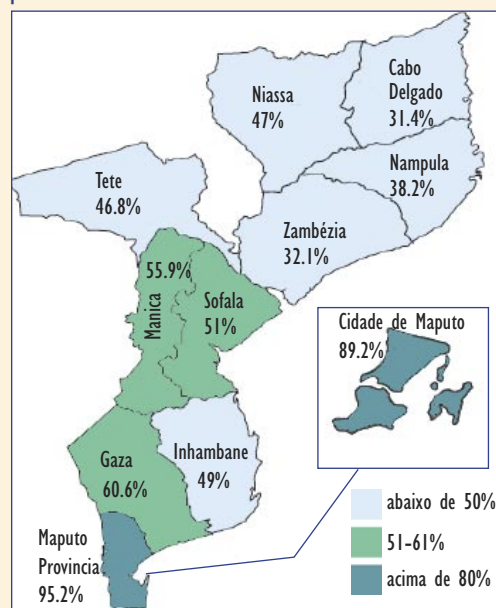 Cabo
Delgado
31.4%
Niassa
47%
Nampula
38.2%
Tete
46.8%
Zambézia
32.1%
55.9%
Manica
Sofala
51%
Cidade de Maputo
89.2%
Gaza
60.6%
Inhambane
49%
Maputo
Provincia
95.2%
abaixo de 50%
51-61%
acima de 80%